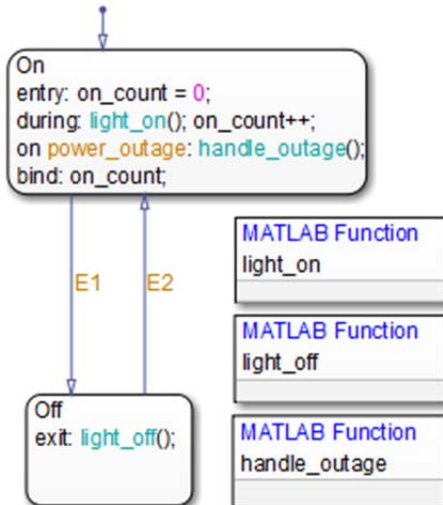 On
entry: on_count = 0;
during: light_on(); on_count++;
on power_outage: handle_outage();
bind: on_count;
E1
E2
MATLAB Function
light_on
MATLAB Function
light_off
Off
exit: light_off();
MATLAB Function
handle_outage